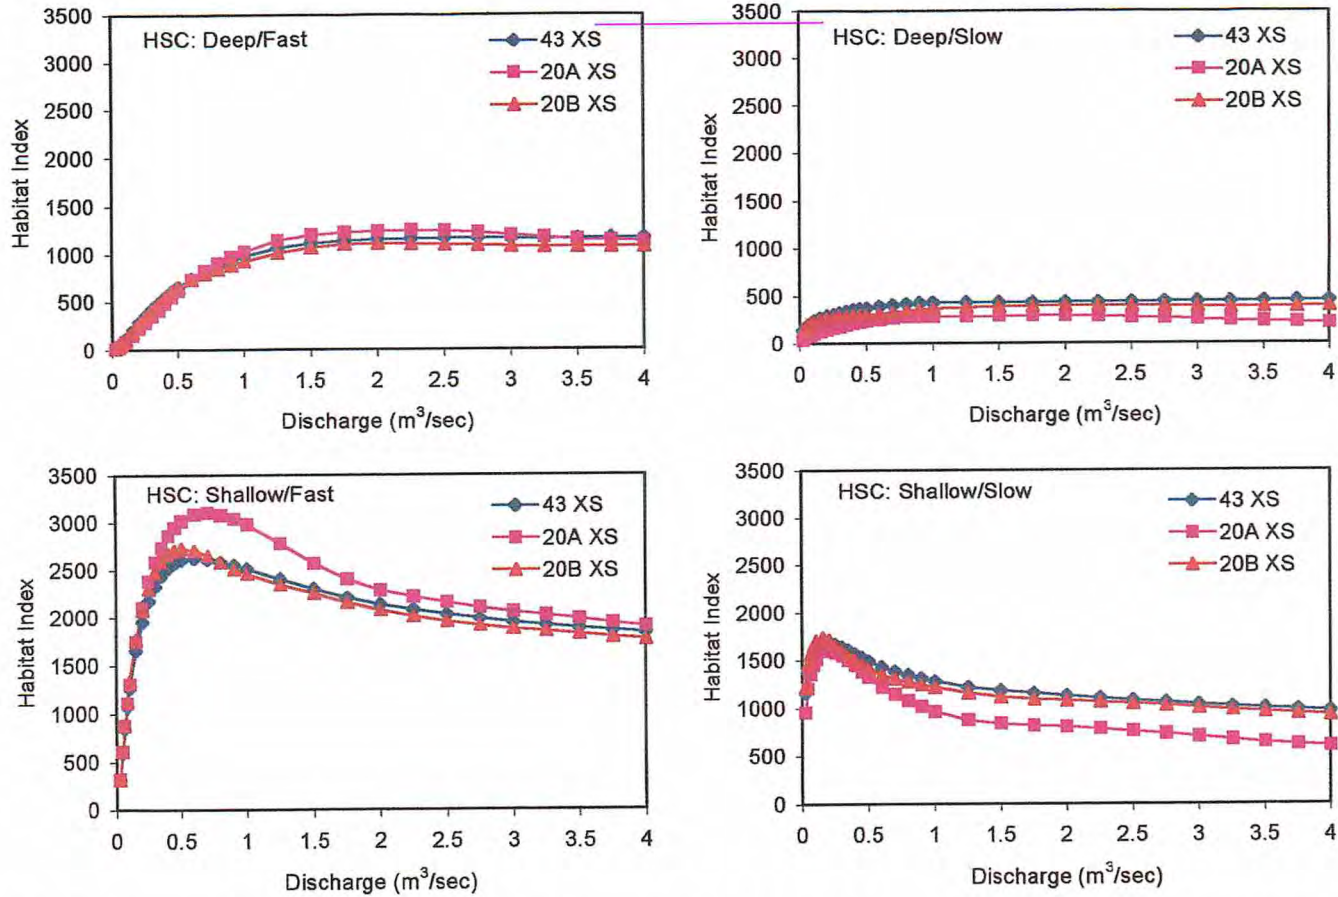 HSC: Deep/Fast
43 XS
20A XS
20B XS
3500
3000
2500
2000
1500
1000
500
0
Habitat Index
0 0.5 1 1.5 2 2.5 3 3.5 4
Discharge (m³/sec)
HSC: Deep/Slow
43 XS
20A XS
20B XS
3500
3000
2500
2000
1500
1000
500
0
Habitat Index
0 0.5 1 1.5 2 2.5 3 3.5 4
Discharge (m³/sec)
HSC: Shallow/Fast
43 XS
20A XS
20B XS
3500
3000
2500
2000
1500
1000
500
0
Habitat Index
0 0.5 1 1.5 2 2.5 3 3.5 4
Discharge (m³/sec)
HSC: Shallow/Slow
43 XS
20A XS
20B XS
3500
3000
2500
2000
1500
1000
500
0
Habitat Index
0 0.5 1 1.5 2 2.5 3 3.5 4
Discharge (m³/sec)